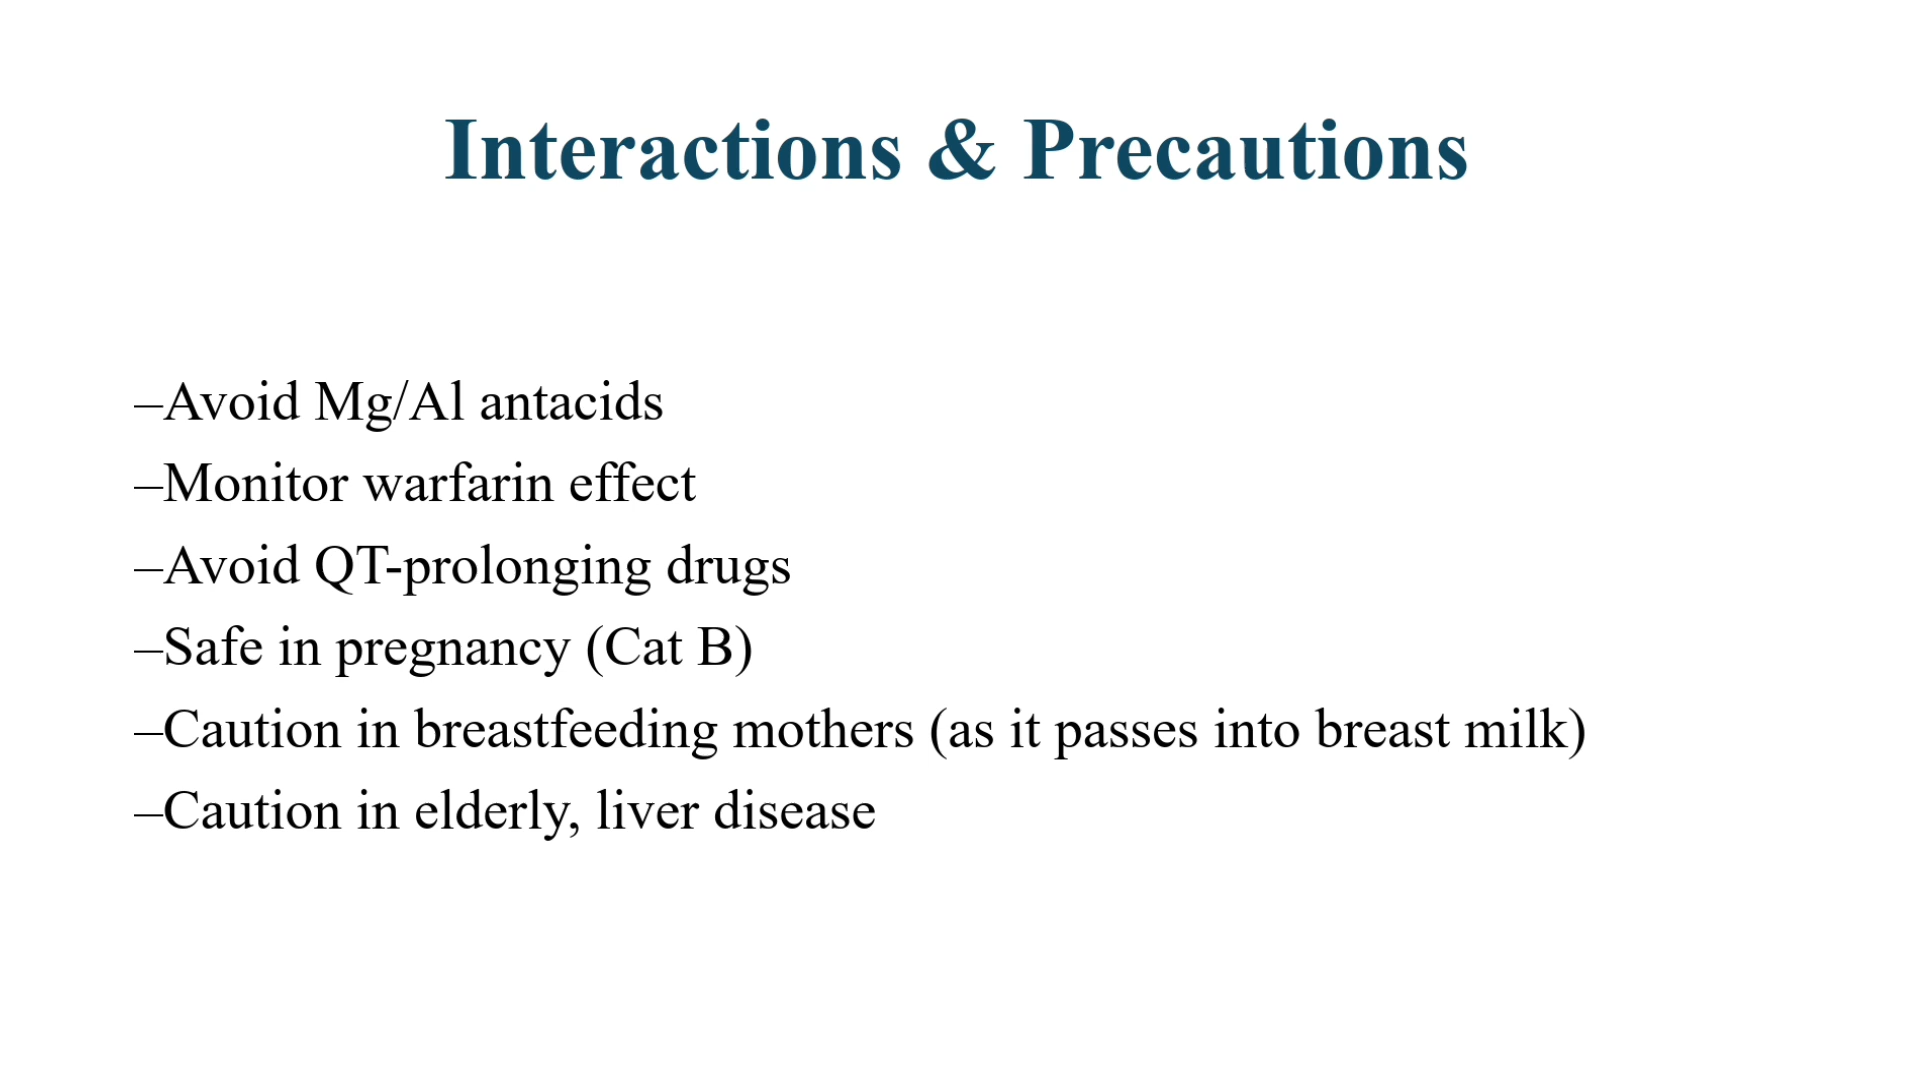 Interactions & Precautions
–Avoid Mg/Al antacids
–Monitor warfarin effect
–Avoid QT-prolonging drugs
–Safe in pregnancy (Cat B)
–Caution in breastfeeding mothers (as it passes into breast milk)
–Caution in elderly, liver disease